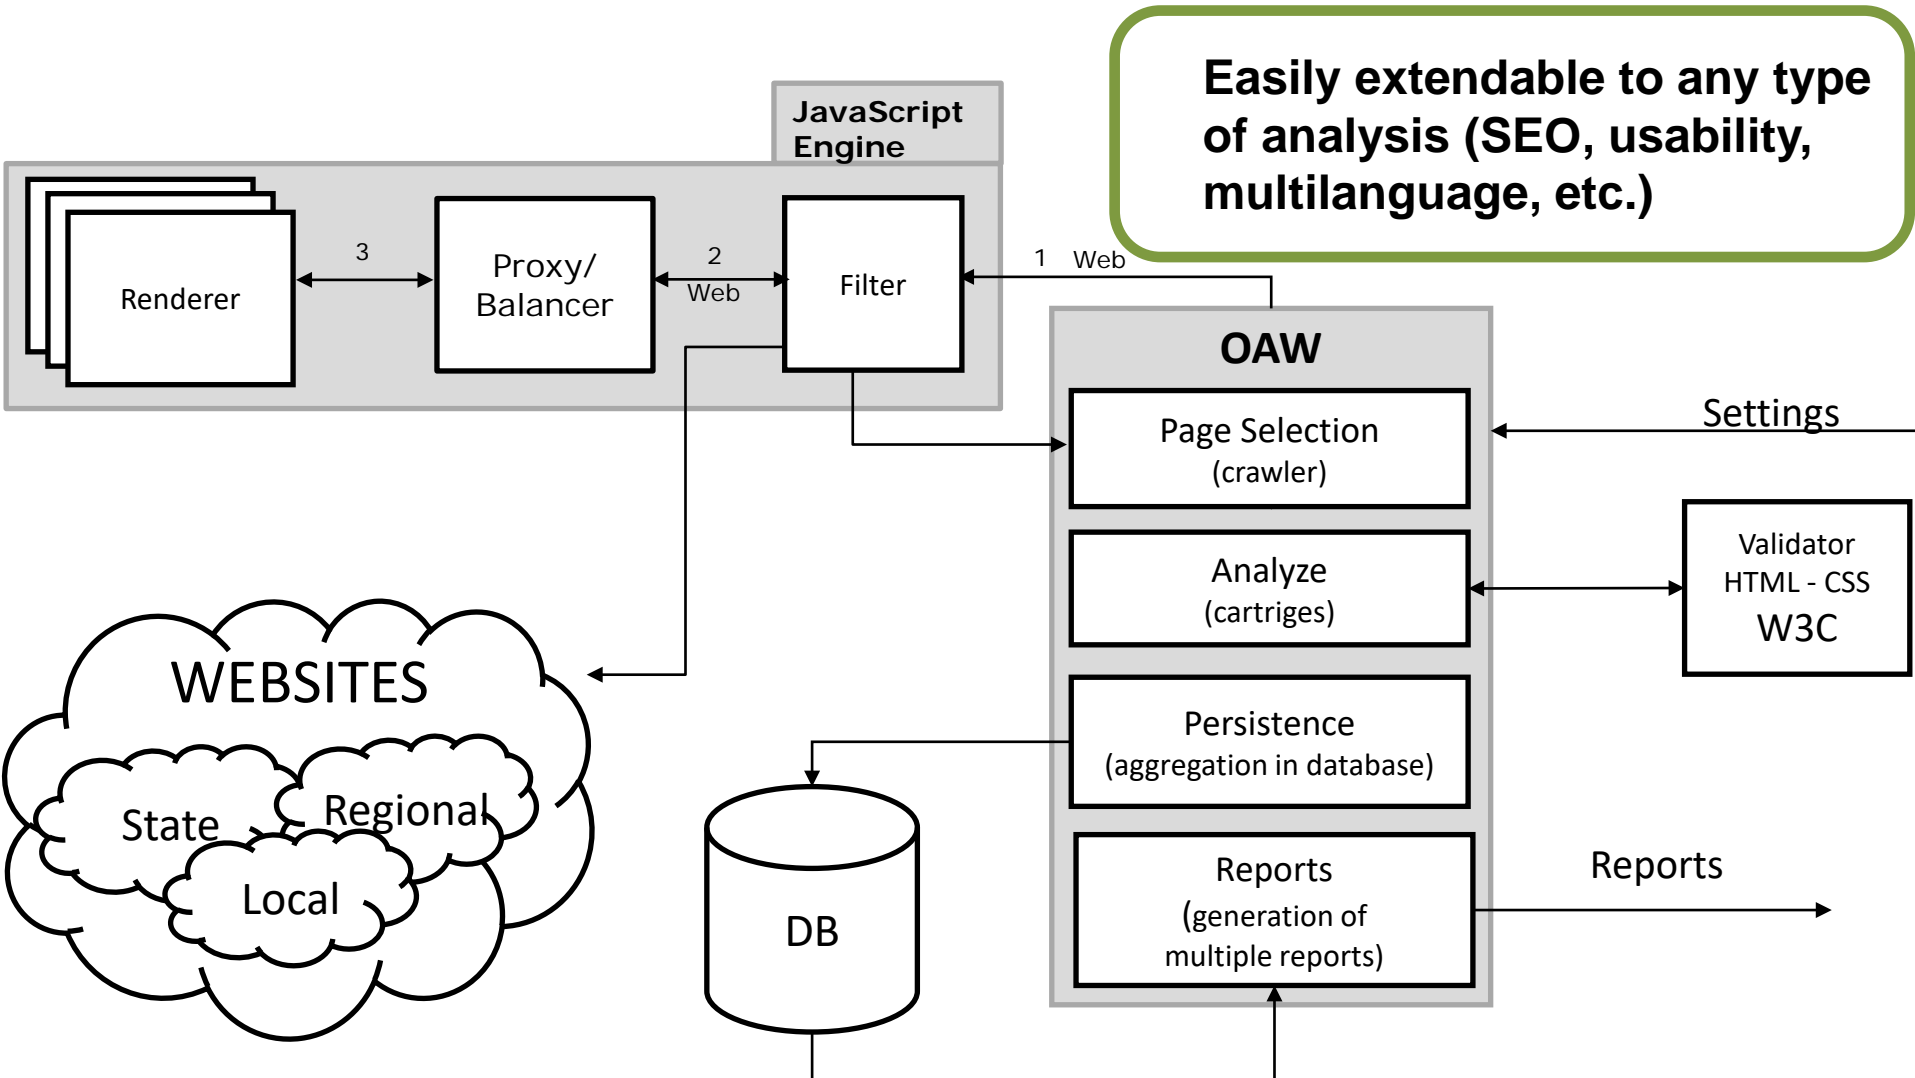 Easily extendable to any type
of analysis (SEO, usability,
multilanguage, etc.)
JavaScript
Engine
Renderer
3
Proxy/
Balancer
2
Web
Filter
1 Web
OAW
Page Selection
(crawler)
Settings
Analyze
(cartriges)
Validator
HTML - CSS
W3C
Persistence
(aggregation in database)
Reports
(generation of
multiple reports)
Reports
WEBSITES
State
Regional
Local
DB